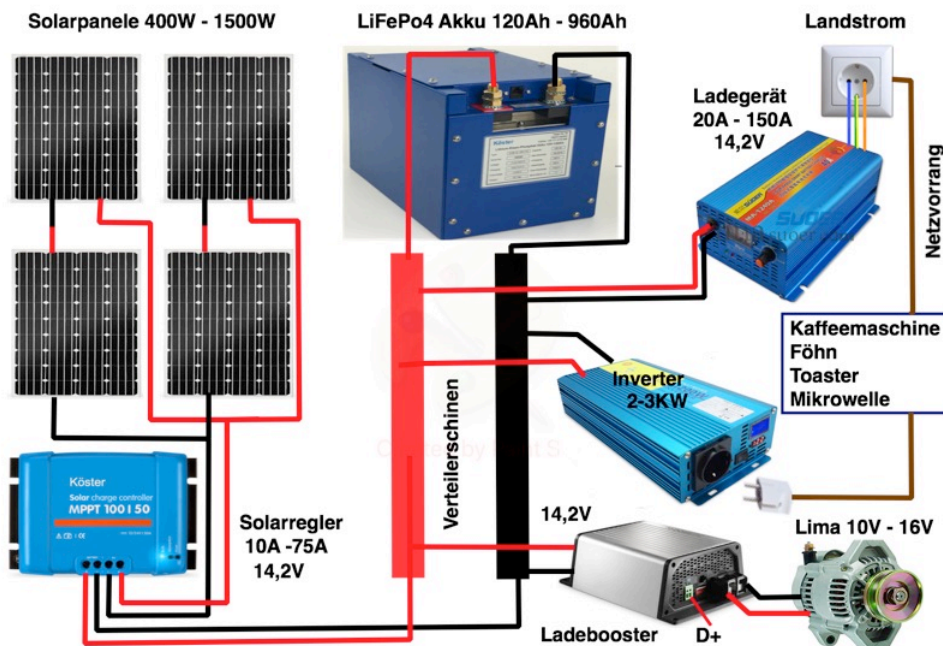 Solarpanele 400W - 1500W
LiFePo4 Akku 120Ah - 960Ah
Landstrom
Ladegerät
20A - 150A
14,2V
Netzvorrang
Köster
SUOER
Kaffeemaschine
Föhn
Toaster
Mikrowelle
Inverter
2-3KW
Verteilerschinen
Köster
Solar charge controller
MPPT 100 | 50
Solarregler
10A -75A
14,2V
14,2V
Lima 10V - 16V
Ladebooster
D+